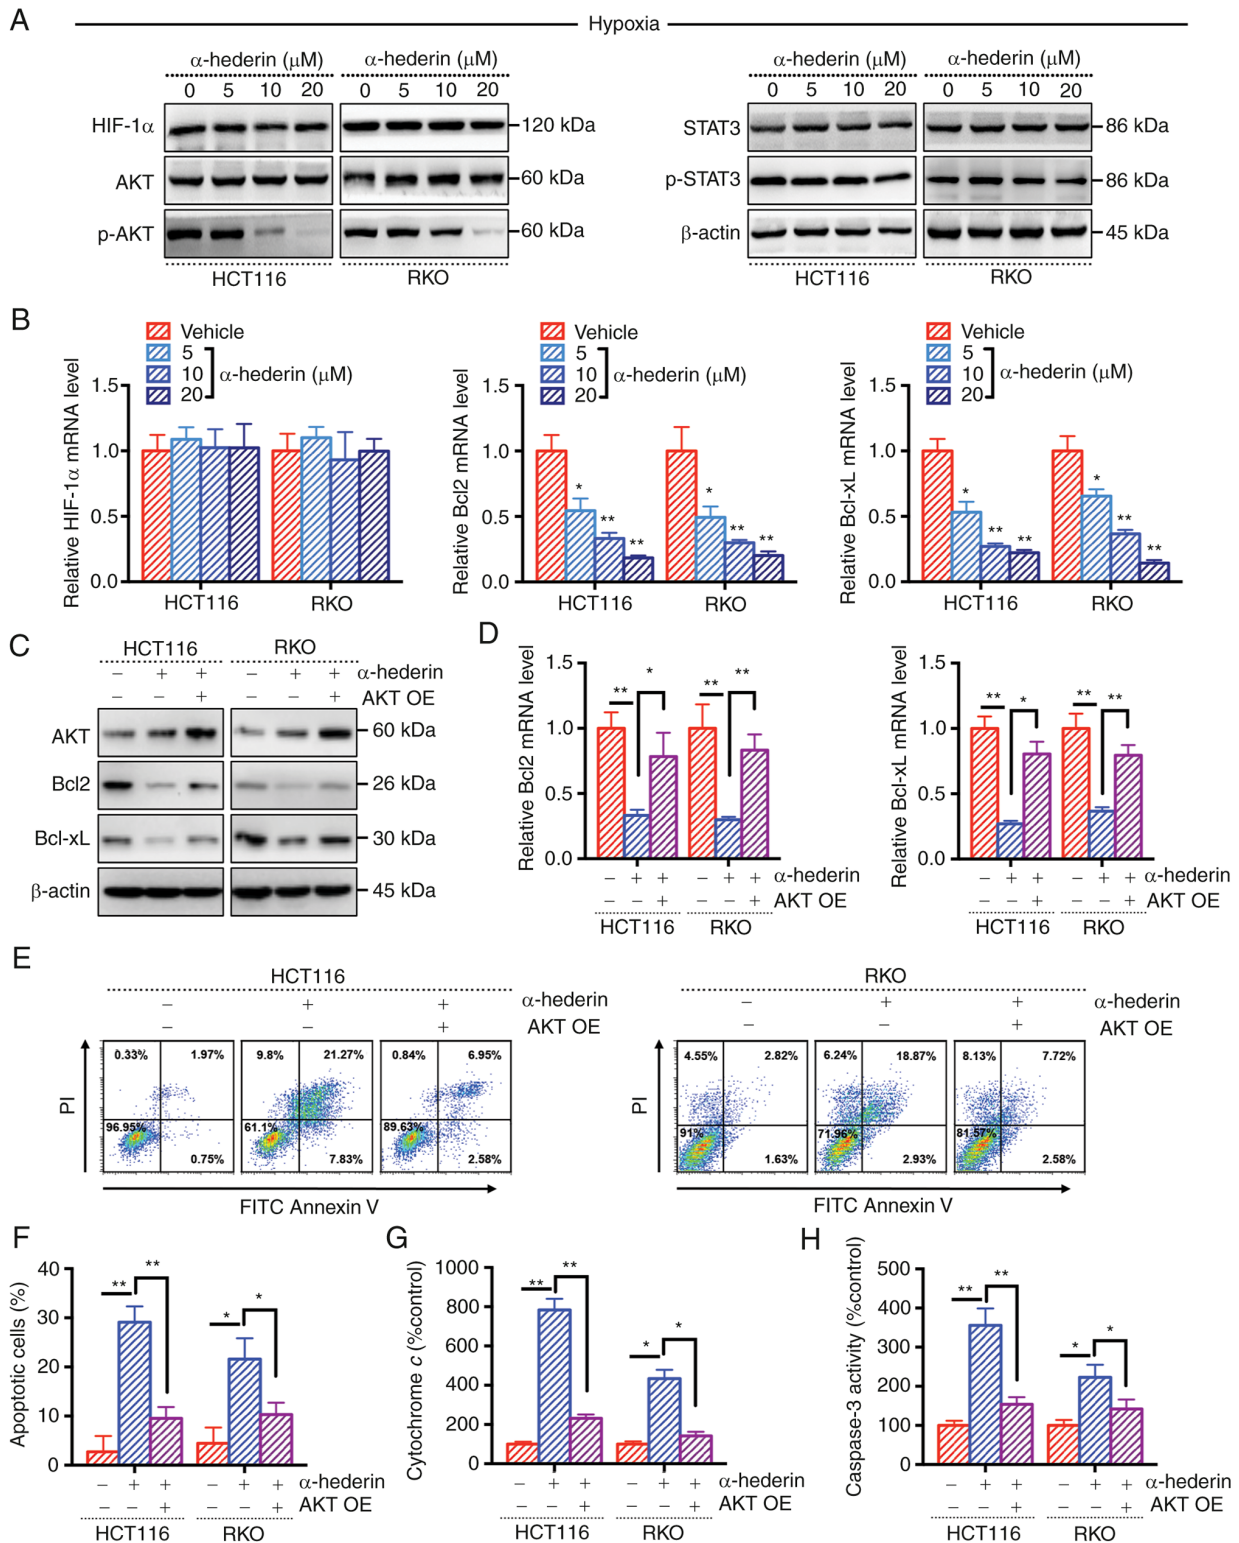 A
Hypoxia
α-hederin (μM) α-hederin (μM) α-hederin (μM) α-hederin (μM)
0 5 10 20 0 5 10 20 0 5 10 20 0 5 10 20
HIF-1α 120 kDa STAT3 86 kDa
AKT 60 kDa p-STAT3 86 kDa
p-AKT 60 kDa β-actin 45 kDa
HCT116 RKO HCT116 RKO
B
Vehicle
5
10
20
α-hederin (μM)
Relative HIF-1α mRNA level
1.5
1.0
0.5
0.0
HCT116 RKO
Vehicle
5
10
20
α-hederin (μM)
Relative Bcl2 mRNA level
1.5
1.0
0.5
0.0
* ** ** * ** **
HCT116 RKO
Vehicle
5
10
20
α-hederin (μM)
Relative Bcl-xL mRNA level
1.5
1.0
0.5
0.0
* ** ** * ** **
HCT116 RKO
C
HCT116 RKO
− + + − + + α-hederin
− − + − − + AKT OE
AKT 60 kDa
Bcl2 26 kDa
Bcl-xL 30 kDa
β-actin 45 kDa
D
Relative Bcl2 mRNA level
1.5
1.0
0.5
0.0
** * ** **
− + + − + + α-hederin
− − + − − + AKT OE
HCT116 RKO
Relative Bcl-xL mRNA level
1.5
1.0
0.5
0.0
** * ** **
− + + − + + α-hederin
− − + − − + AKT OE
HCT116 RKO
E
HCT116
− + + α-hederin
− − + AKT OE
PI
0.33% 1.97% 9.8% 21.27% 0.84% 6.95%
96.95% 61.1% 89.63%
0.75% 7.83% 2.58%
FITC Annexin V
RKO
− + + α-hederin
− − + AKT OE
PI
4.55% 2.82% 6.24% 18.87% 8.13% 7.72%
91% 71.96% 81.57%
1.63% 2.93% 2.58%
FITC Annexin V
F
Apoptotic cells (%)
40
30
20
10
0
** ** * *
− + + − + + α-hederin
− − + − − + AKT OE
HCT116 RKO
G
Cytochrome c (%control)
1000
800
600
400
200
0
** ** * *
− + + − + + α-hederin
− − + − − + AKT OE
HCT116 RKO
H
Caspase-3 activity (%control)
500
400
300
200
100
0
** ** * *
− + + − + + α-hederin
− − + − − + AKT OE
HCT116 RKO